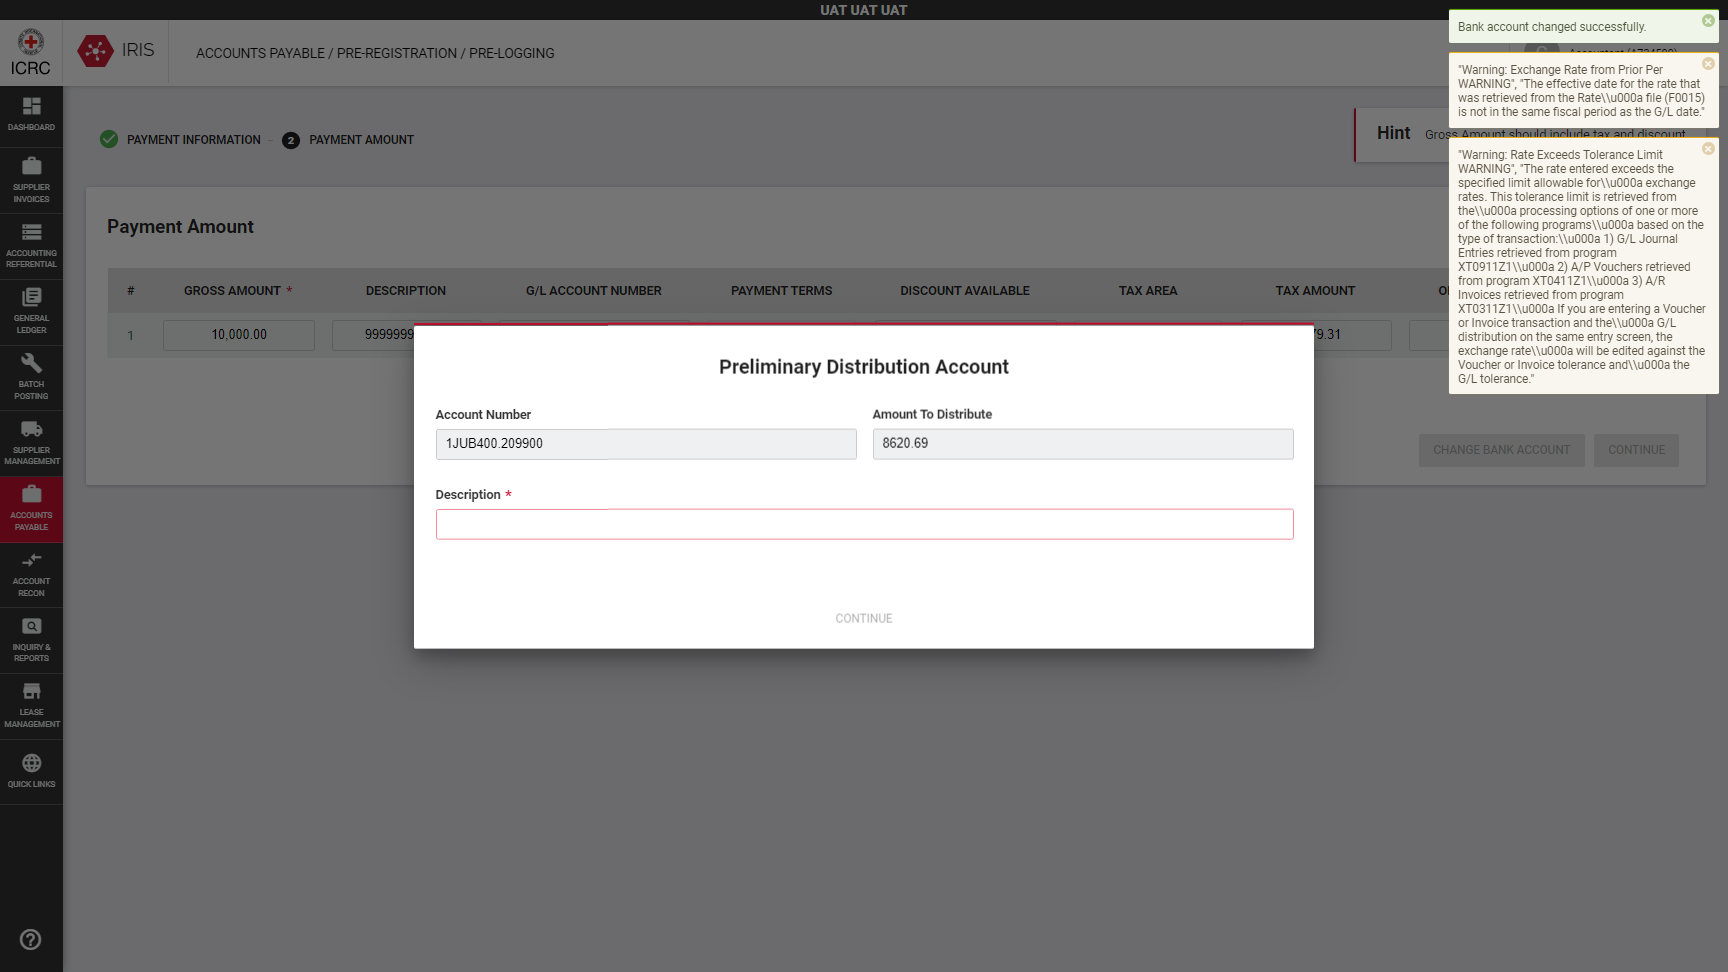 UAT UAT UAT
ICRC
IRIS
ACCOUNTS PAYABLE / PRE-REGISTRATION / PRE-LOGGING
Bank account changed successfully.
"Warning: Exchange Rate from Prior Per
WARNING", "The effective date for the rate that
was retrieved from the Rate\\u000a file (F0015)
is not in the same fiscal period as the G/L date."
"Warning: Rate Exceeds Tolerance Limit
WARNING", "The rate entered exceeds the
specified limit allowable for\\u000a exchange
rates. This tolerance limit is retrieved from
the\\u000a processing options of one or more
of the following programs\\u000a based on the
type of transaction:\\u000a 1) G/L Journal
Entries retrieved from program
XT0911Z1\\u000a 2) A/P Vouchers retrieved
from program XT0411Z1\\u000a 3) A/R
Invoices retrieved from program
XT0311Z1\\u000a If you are entering a Voucher
or Invoice transaction and the\\u000a G/L
distribution on the same entry screen, the
exchange rate\\u000a will be edited against the
Voucher or Invoice tolerance and\\u000a the
G/L tolerance."
DASHBOARD
SUPPLIER
INVOICES
ACCOUNTING
REFERENTIAL
GENERAL
LEDGER
BATCH
POSTING
SUPPLIER
MANAGEMENT
ACCOUNTS
PAYABLE
ACCOUNT
RECON
INQUIRY &
REPORTS
LEASE
MANAGEMENT
QUICK LINKS
PAYMENT INFORMATION - 2 PAYMENT AMOUNT
Hint Gross Amount should include tax and discount
Payment Amount
# GROSS AMOUNT * DESCRIPTION G/L ACCOUNT NUMBER PAYMENT TERMS DISCOUNT AVAILABLE TAX AREA TAX AMOUNT
1 10,000.00 9999999 9.31
CHANGE BANK ACCOUNT CONTINUE
Preliminary Distribution Account
Account Number Amount To Distribute
1JUB400.209900 8620.69
Description *
CONTINUE